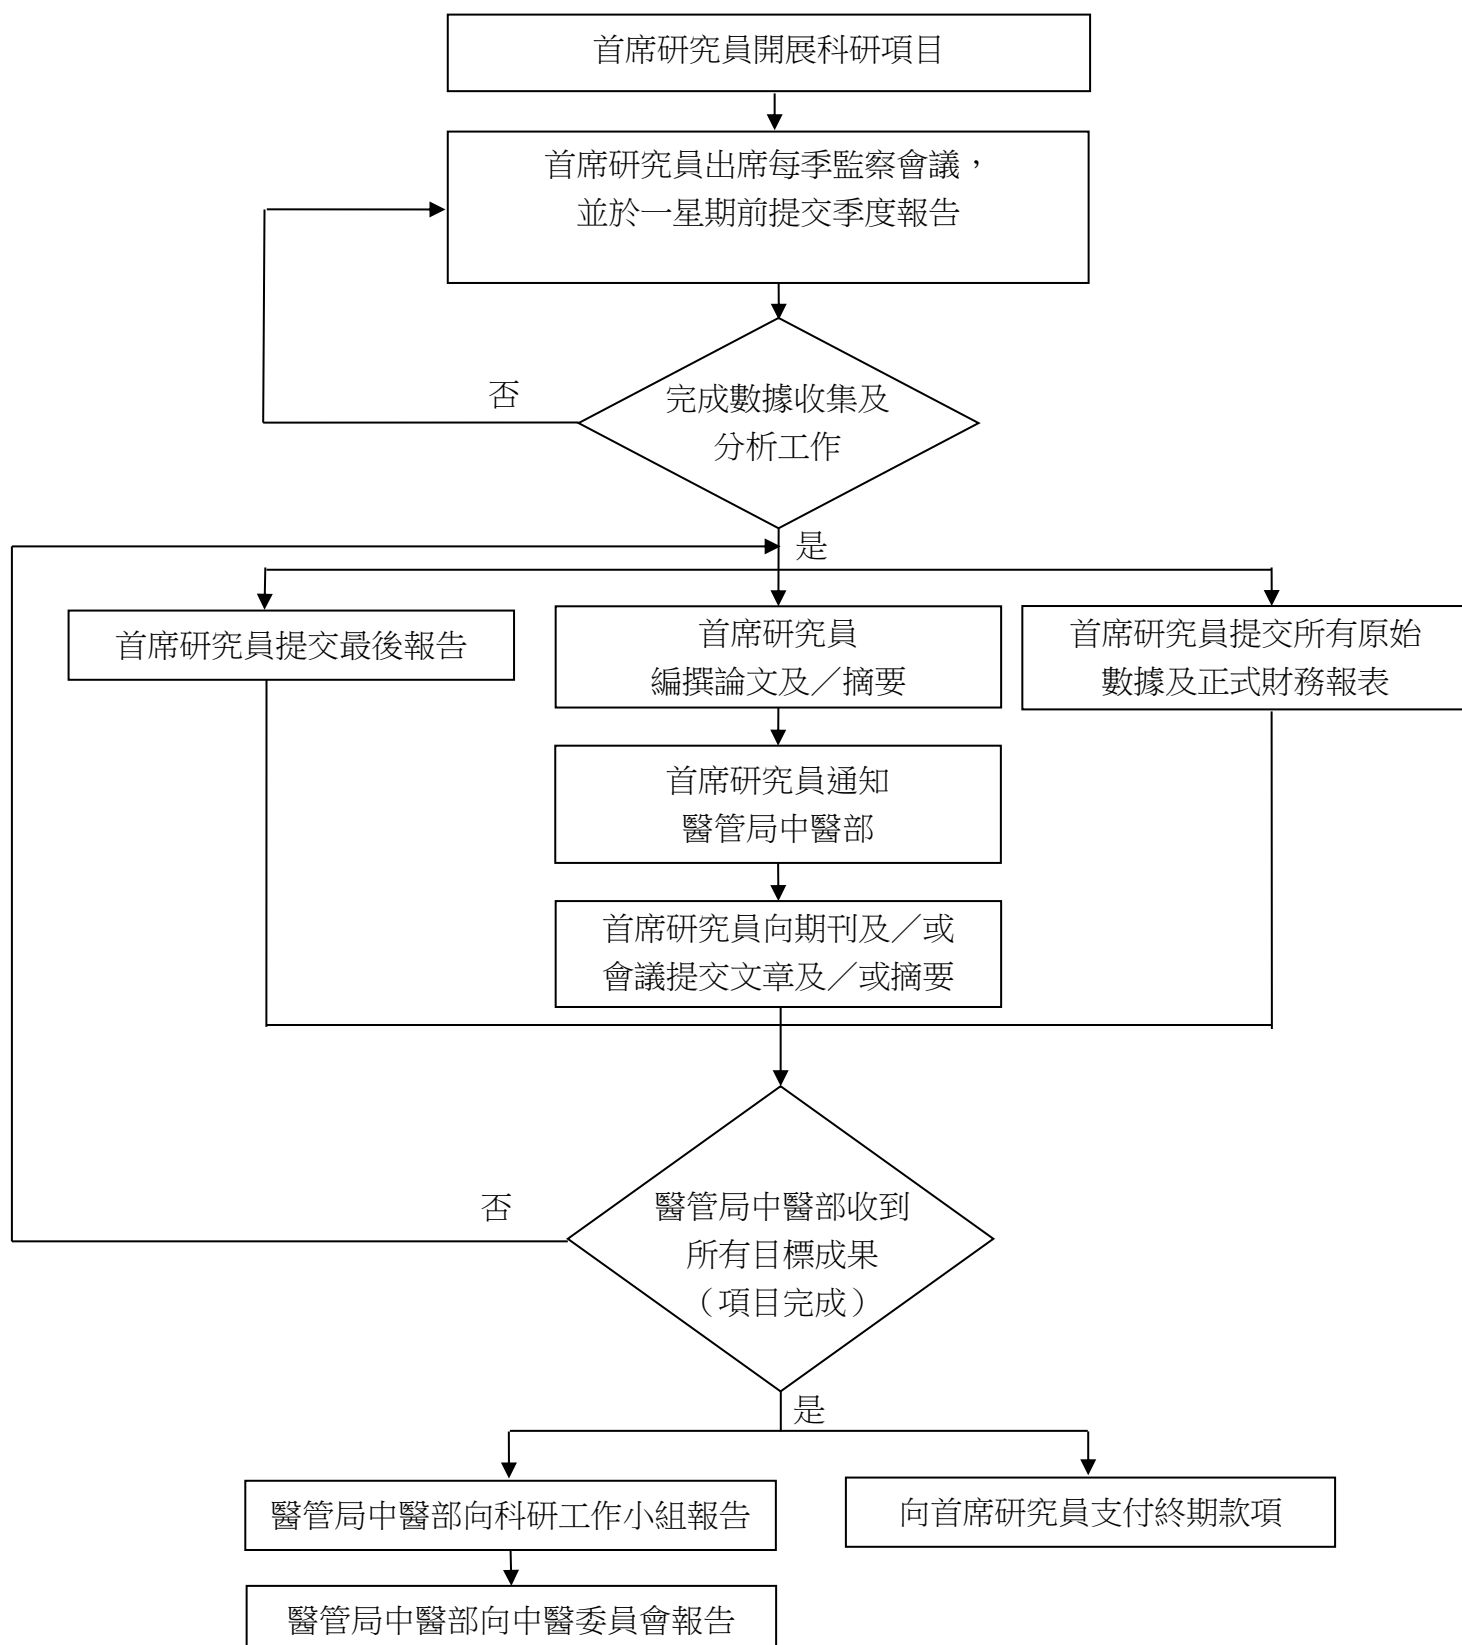 首席研究員開展科研項目
首席研究員出席每季監察會議，
並於一星期前提交季度報告
否
完成數據收集及
分析工作
是
首席研究員提交最後報告
首席研究員
編撰論文及／摘要
首席研究員提交所有原始
數據及正式財務報表
首席研究員通知
醫管局中醫部
首席研究員向期刊及／或
會議提交文章及／或摘要
否
醫管局中醫部收到
所有目標成果
（項目完成）
是
醫管局中醫部向科研工作小組報告
向首席研究員支付終期款項
醫管局中醫部向中醫委員會報告